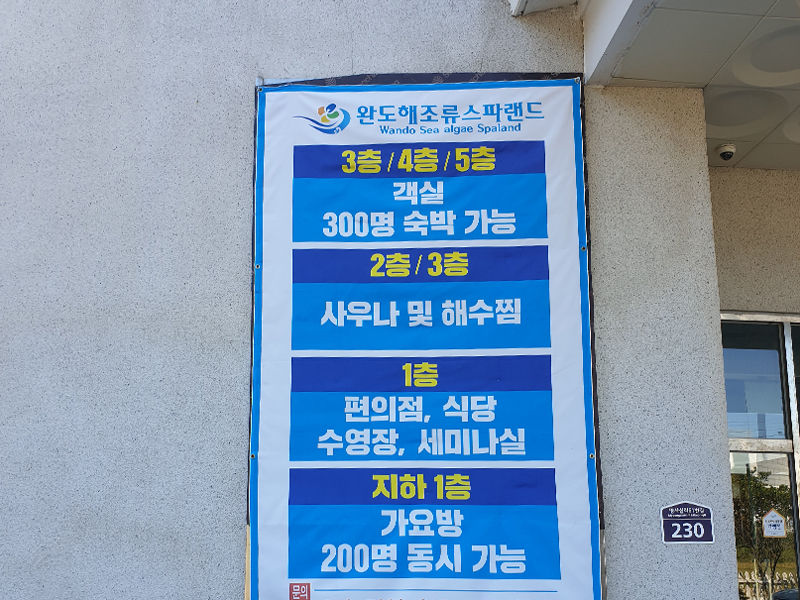 완도해조류스파랜드
Wando Sea algae Spaland
3층 / 4층 / 5층
객실
300명 숙박 가능
2층 / 3층
사우나 및 해수찜
1층
편의점, 식당
수영장, 세미나실
지하 1층
가요방
200명 동시 가능
문의
230